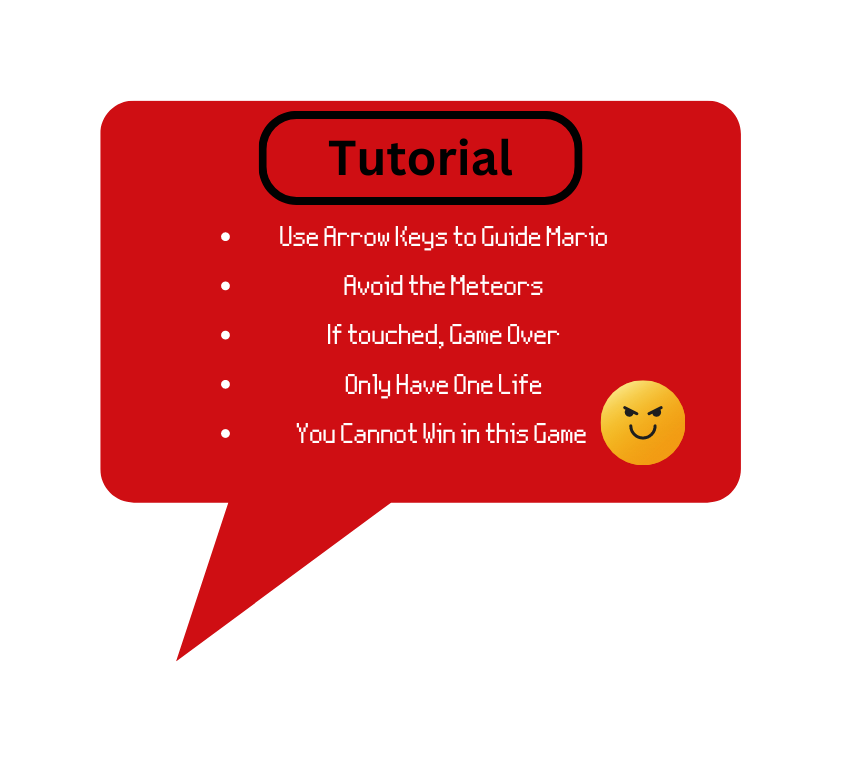 Tutorial
Use Arrow Keys to Guide Mario
Avoid the Meteors
If touched, Game Over
Only Have One Life
You Cannot Win in this Game